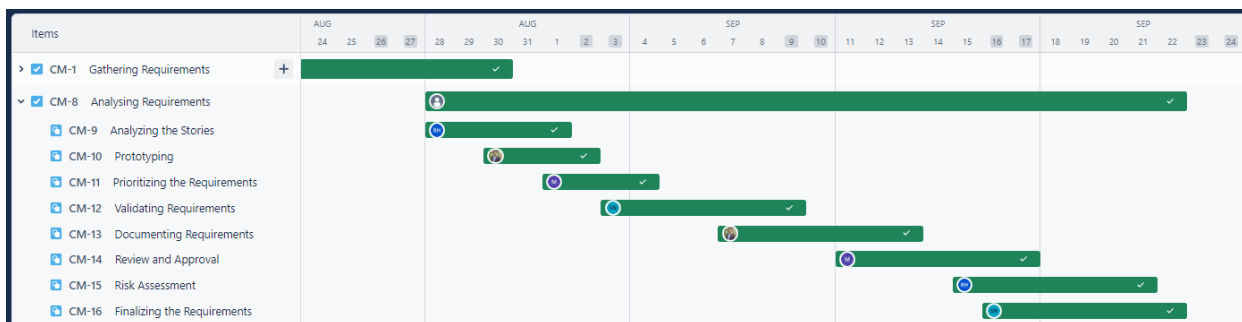 AUG AUG SEP SEP SEP
Items
24 25 26 27 28 29 30 31 1 2 3 4 5 6 7 8 9 10 11 12 13 14 15 16 17 18 19 20 21 22 23 24
CM-1 Gathering Requirements +
CM-8 Analysing Requirements
CM-9 Analyzing the Stories RH
CM-10 Prototyping
CM-11 Prioritizing the Requirements M
CM-12 Validating Requirements
CM-13 Documenting Requirements
CM-14 Review and Approval M
CM-15 Risk Assessment RH
CM-16 Finalizing the Requirements